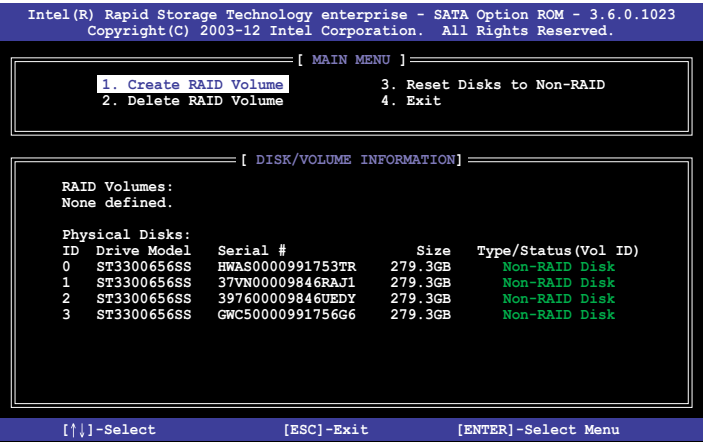 Intel(R) Rapid Storage Technology enterprise - SATA Option ROM - 3.6.0.1023
Copyright(C) 2003-12 Intel Corporation. All Rights Reserved.
[ MAIN MENU ]
1. Create RAID Volume 3. Reset Disks to Non-RAID
2. Delete RAID Volume 4. Exit
[ DISK/VOLUME INFORMATION]
RAID Volumes:
None defined.
Physical Disks:
ID Drive Model Serial # Size Type/Status(Vol ID)
0 ST3300656SS HWAS0000991753TR 279.3GB Non-RAID Disk
1 ST3300656SS 37VN00009846RAJ1 279.3GB Non-RAID Disk
2 ST3300656SS 397600009846UEDY 279.3GB Non-RAID Disk
3 ST3300656SS GWC50000991756G6 279.3GB Non-RAID Disk
[↑↓]-Select [ESC]-Exit [ENTER]-Select Menu